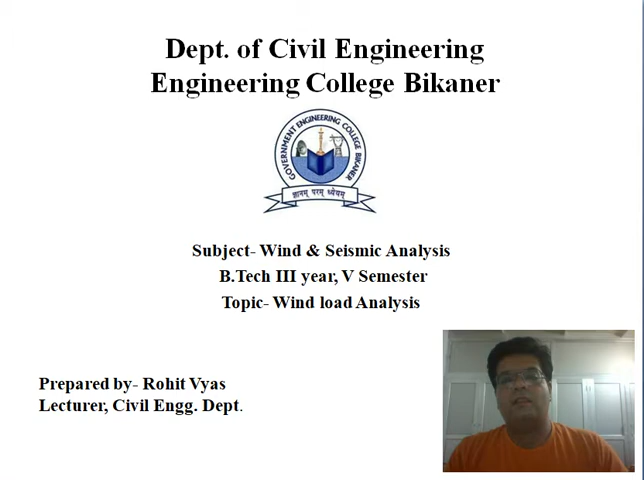 Dept. of Civil Engineering
Engineering College Bikaner
GOVERNMENT ENGINEERING COLLEGE BIKANER
ज्ञानम् परमं ध्येयम्
Subject- Wind & Seismic Analysis
B.Tech III year, V Semester
Topic- Wind load Analysis
Prepared by- Rohit Vyas
Lecturer, Civil Engg. Dept.